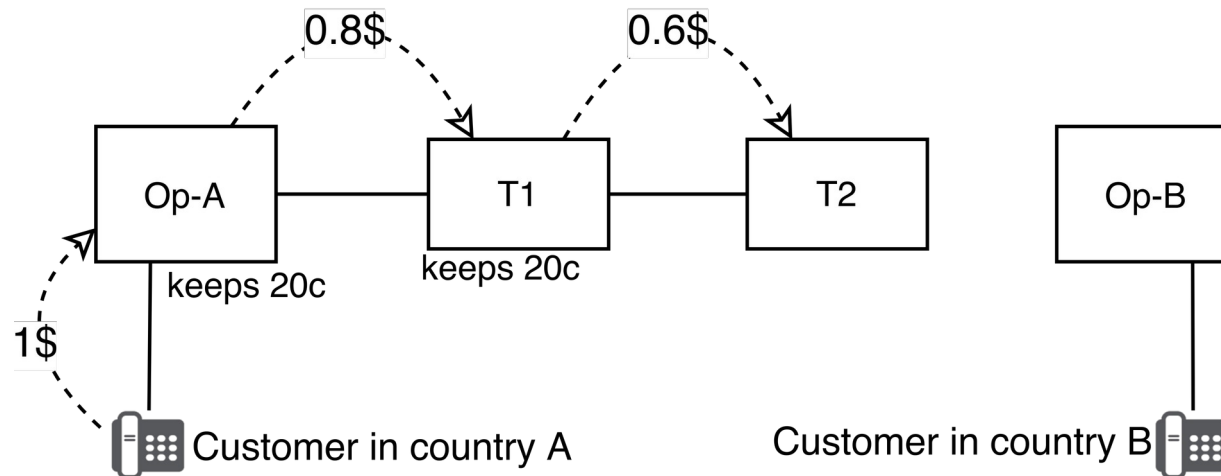 0.8$
0.6$
Op-A
T1
T2
Op-B
keeps 20c
keeps 20c
1$
Customer in country A
Customer in country B